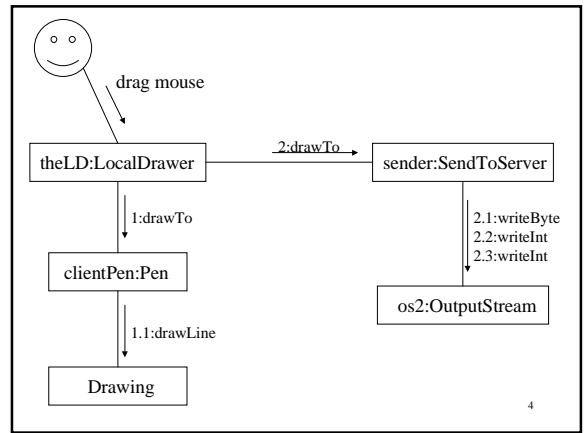 drag mouse
theLD:LocalDrawer
2:drawTo
sender:SendToServer
1:drawTo
2.1:writeByte
2.2:writeInt
2.3:writeInt
clientPen:Pen
os2:OutputStream
1.1:drawLine
Drawing
4